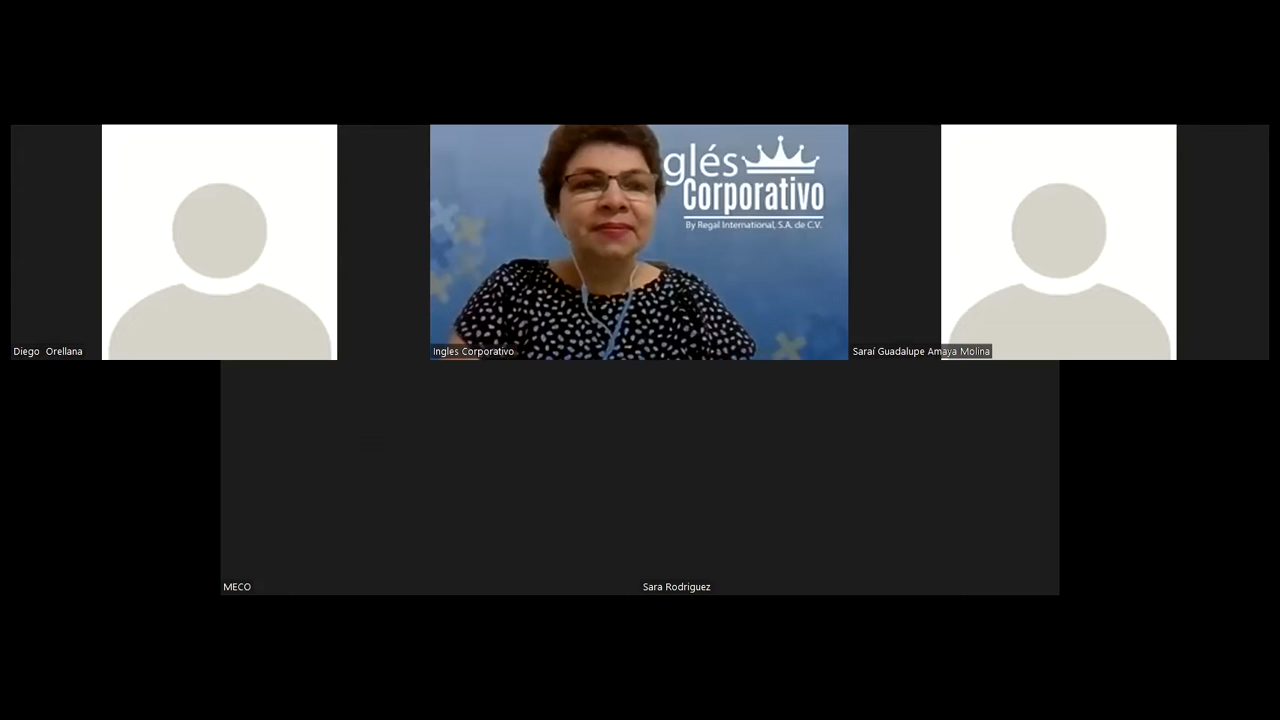 glés
Corporativo
By Regal International, S.A. de C.V.
Diego Orellana
Ingles Corporativo
Saraí Guadalupe Amaya Molina
MECO
Sara Rodriguez